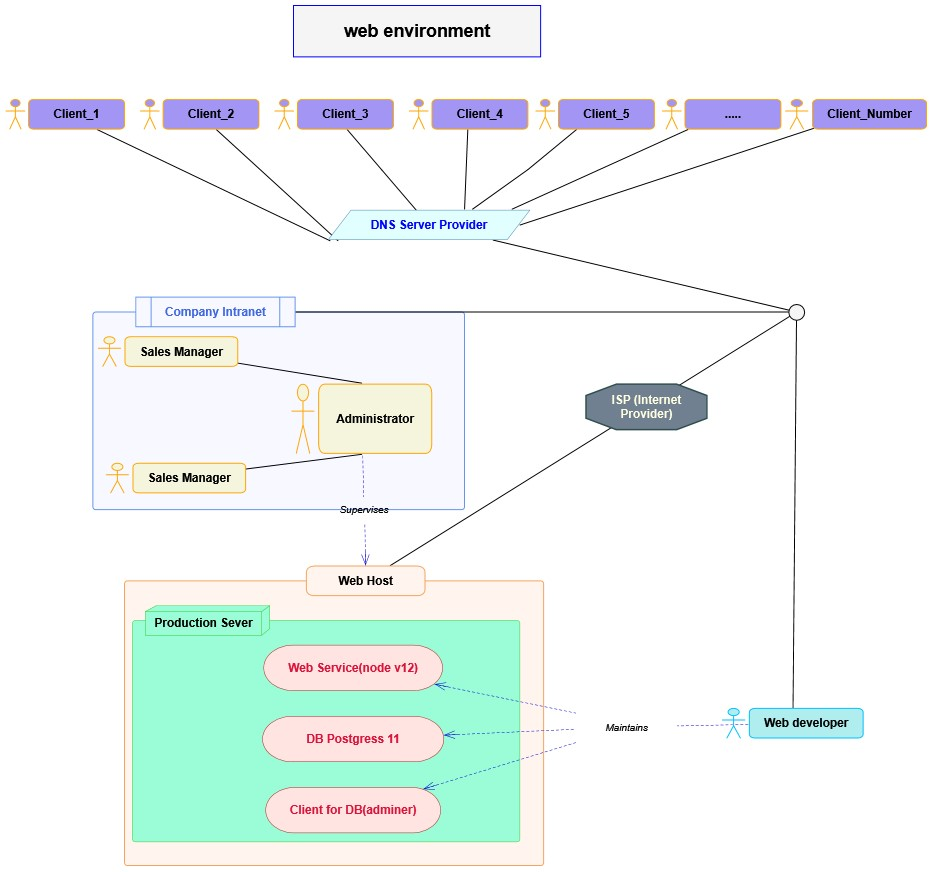 web environment
Client_1
Client_2
Client_3
Client_4
Client_5
.....
Client_Number
DNS Server Provider
Company Intranet
Sales Manager
Administrator
ISP (Internet
Provider)
Sales Manager
Supervises
Web Host
Production Sever
Web Service(node v12)
DB Postgress 11
Client for DB(adminer)
Maintains
Web developer